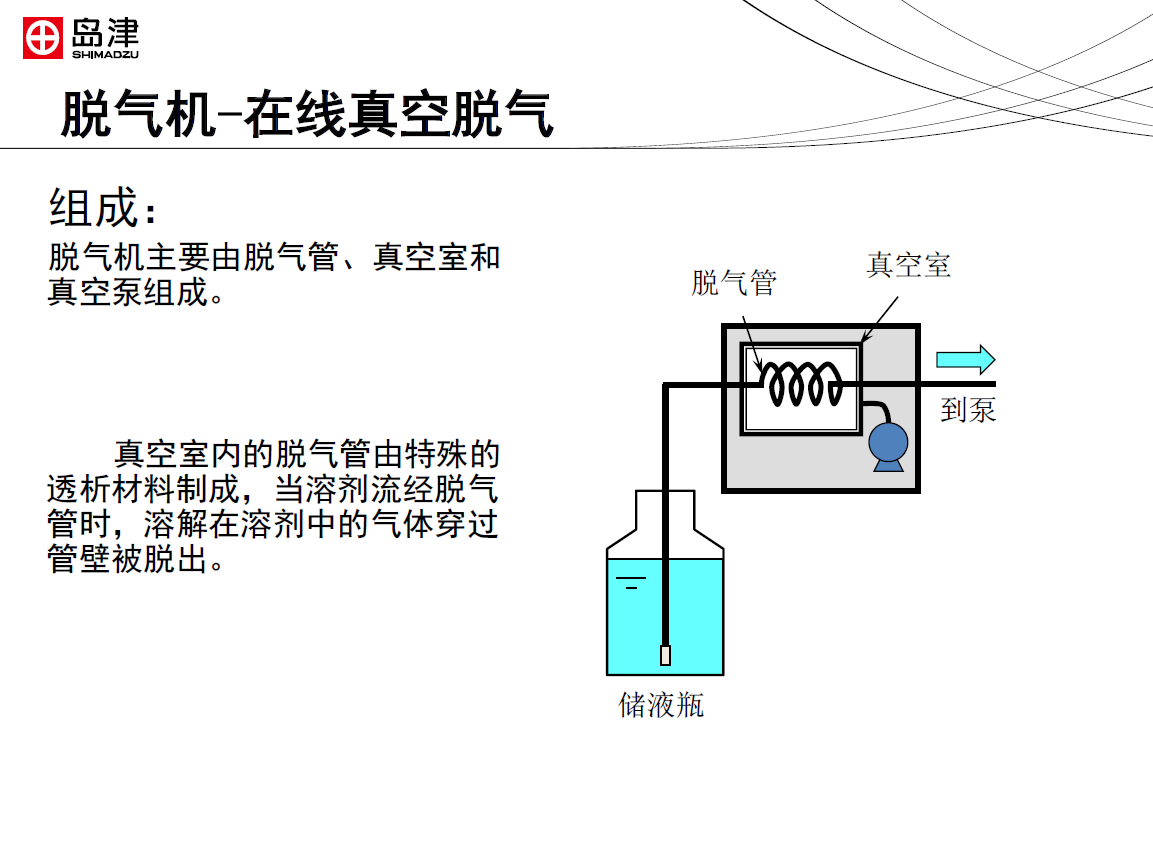 岛津
SHIMADZU
脱气机-在线真空脱气
组成：
脱气机主要由脱气管、真空室和
真空泵组成。
真空室内的脱气管由特殊的
透析材料制成，当溶剂流经脱气
管时，溶解在溶剂中的气体穿过
管壁被脱出。
脱气管
真空室
到泵
储液瓶